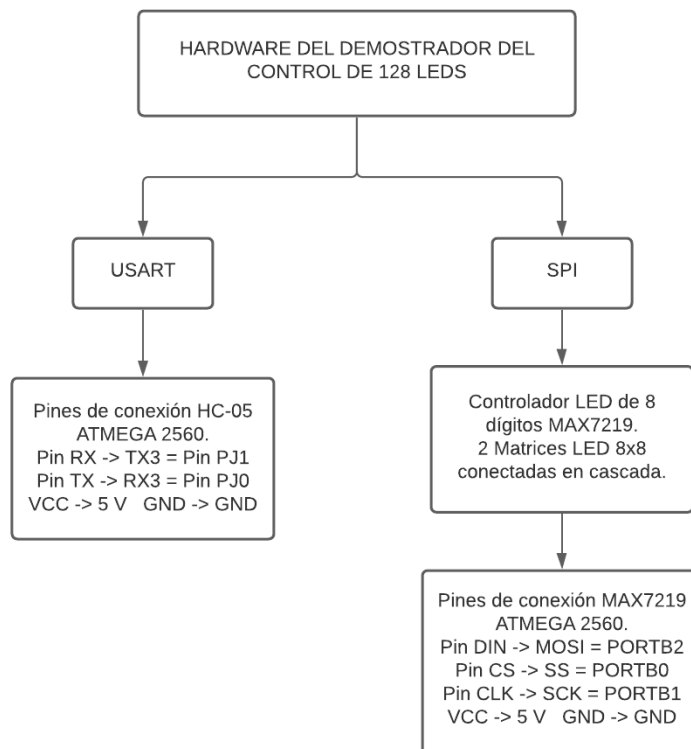 HARDWARE DEL DEMOSTRADOR DEL
CONTROL DE 128 LEDS
USART
SPI
Pines de conexión HC-05
ATMEGA 2560.
Pin RX -> TX3 = Pin PJ1
Pin TX -> RX3 = Pin PJ0
VCC -> 5 V   GND -> GND
Controlador LED de 8
dígitos MAX7219.
2 Matrices LED 8x8
conectadas en cascada.
Pines de conexión MAX7219
ATMEGA 2560.
Pin DIN -> MOSI = PORTB2
Pin CS -> SS = PORTB0
Pin CLK -> SCK = PORTB1
VCC -> 5 V   GND -> GND